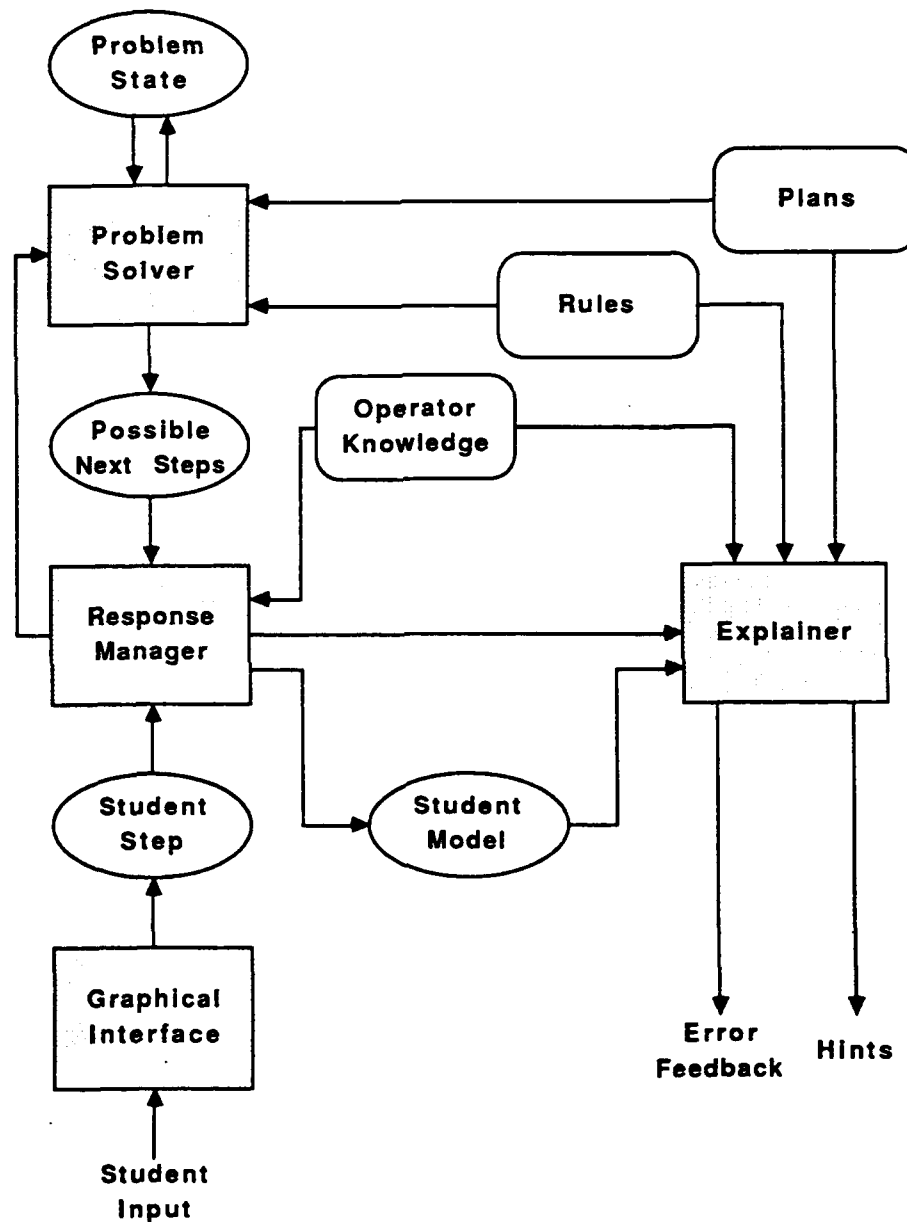 Problem
State
Plans
Problem
Solver
Rules
Operator
Knowledge
Possible
Next Steps
Response
Manager
Explainer
Student
Step
Student
Model
Graphical
Interface
Error
Feedback
Hints
Student
Input